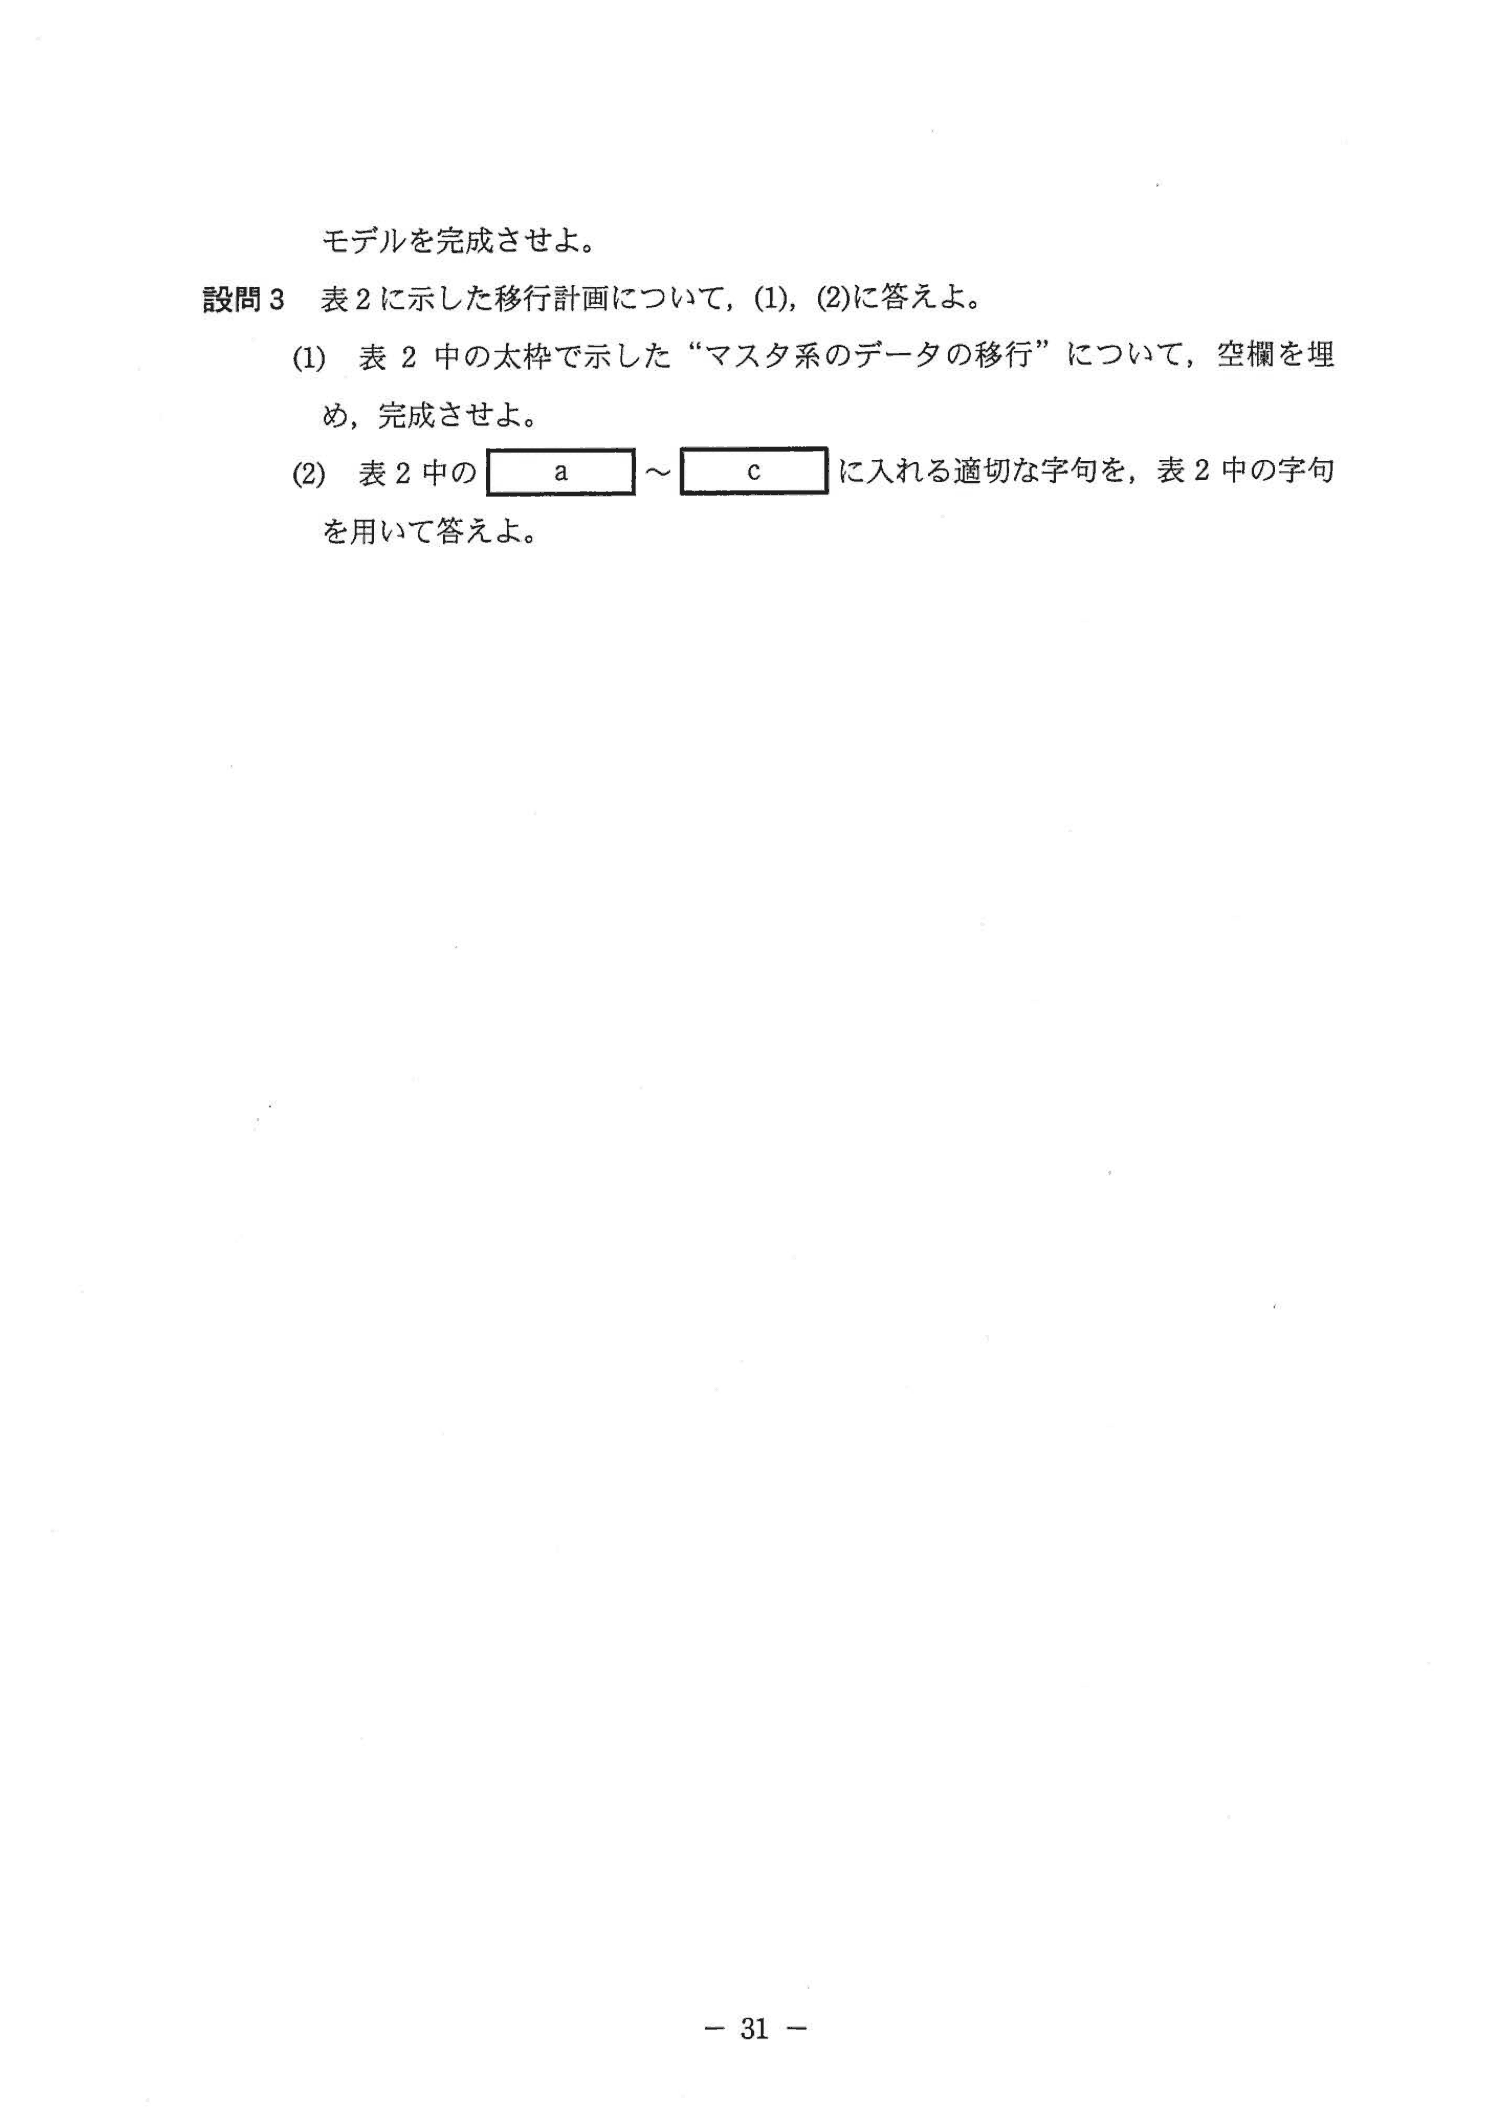 モデルを完成させよ。
設問3　表2に示した移行計画について，(1)，(2)に答えよ。
(1)　表 2 中の太枠で示した“マスタ系のデータの移行”について，空欄を埋
め，完成させよ。
(2)　表2中の a ～ c に入れる適切な字句を，表2中の字句
を用いて答えよ。
－ 31 －